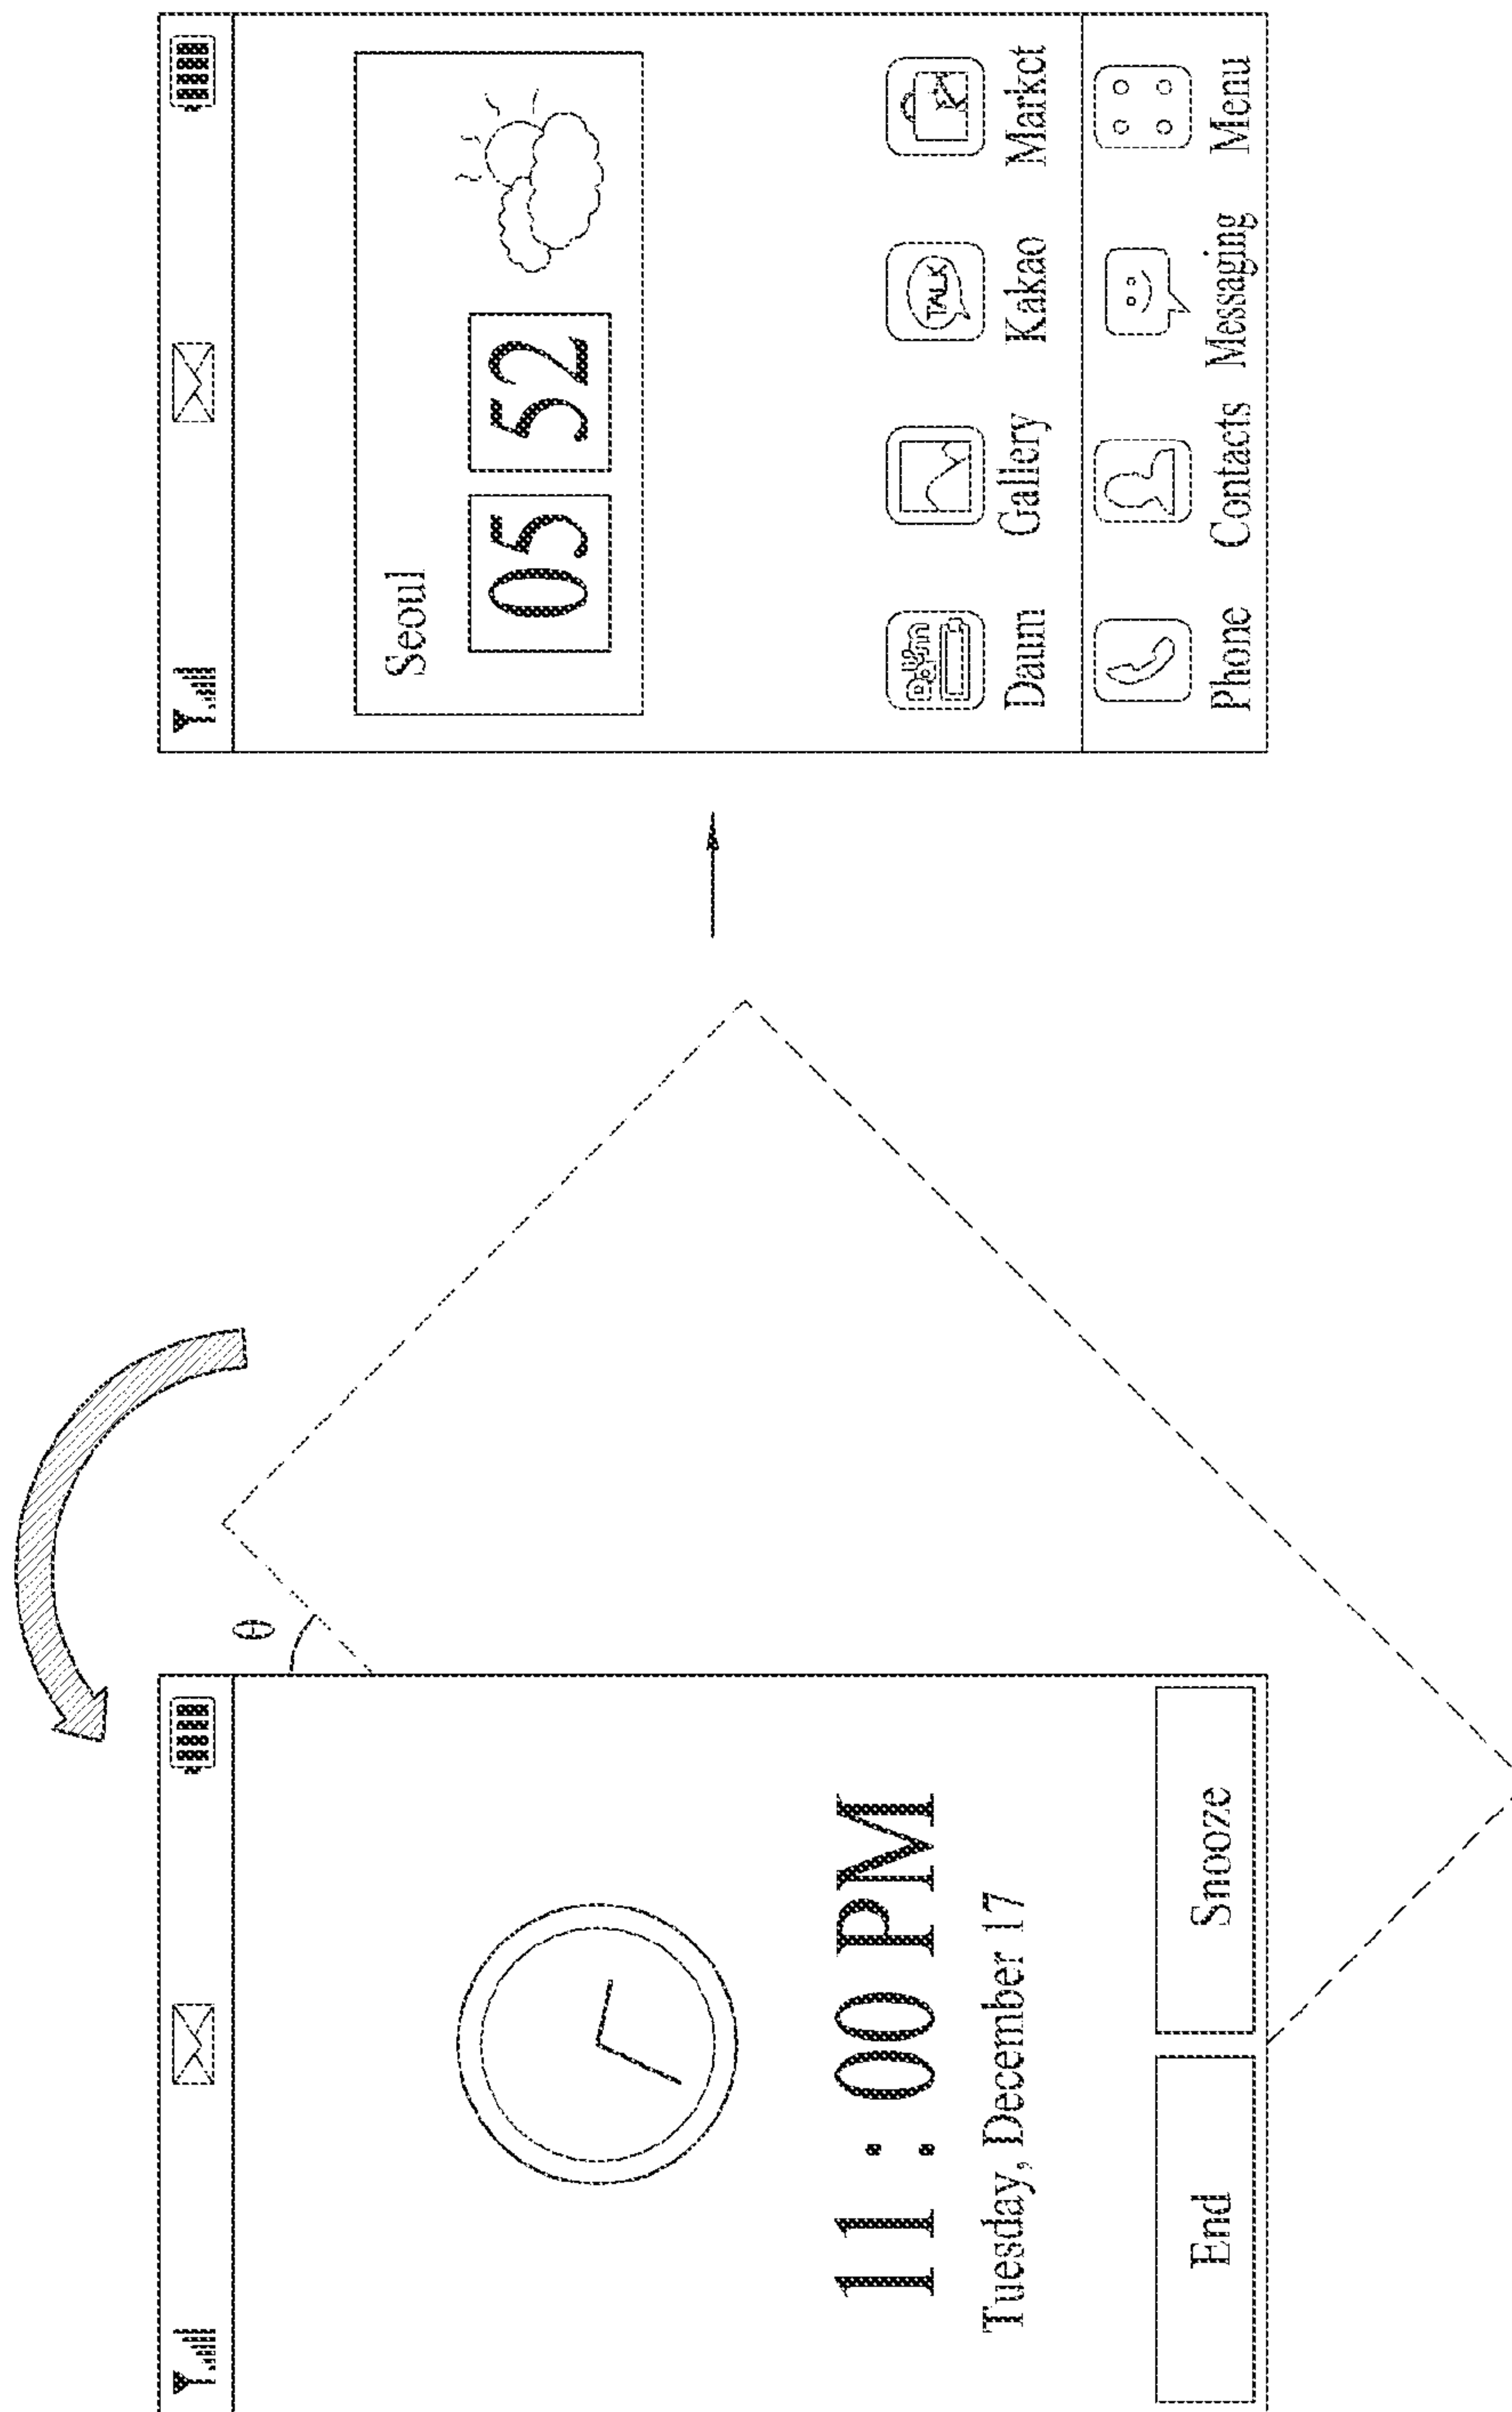 θ
11 : 00 PM
Tuesday, December 17
End Snooze
Seoul
05 52
Daum
TALK
Daum Gallery Kakao Market
Phone Contacts Messaging Menu